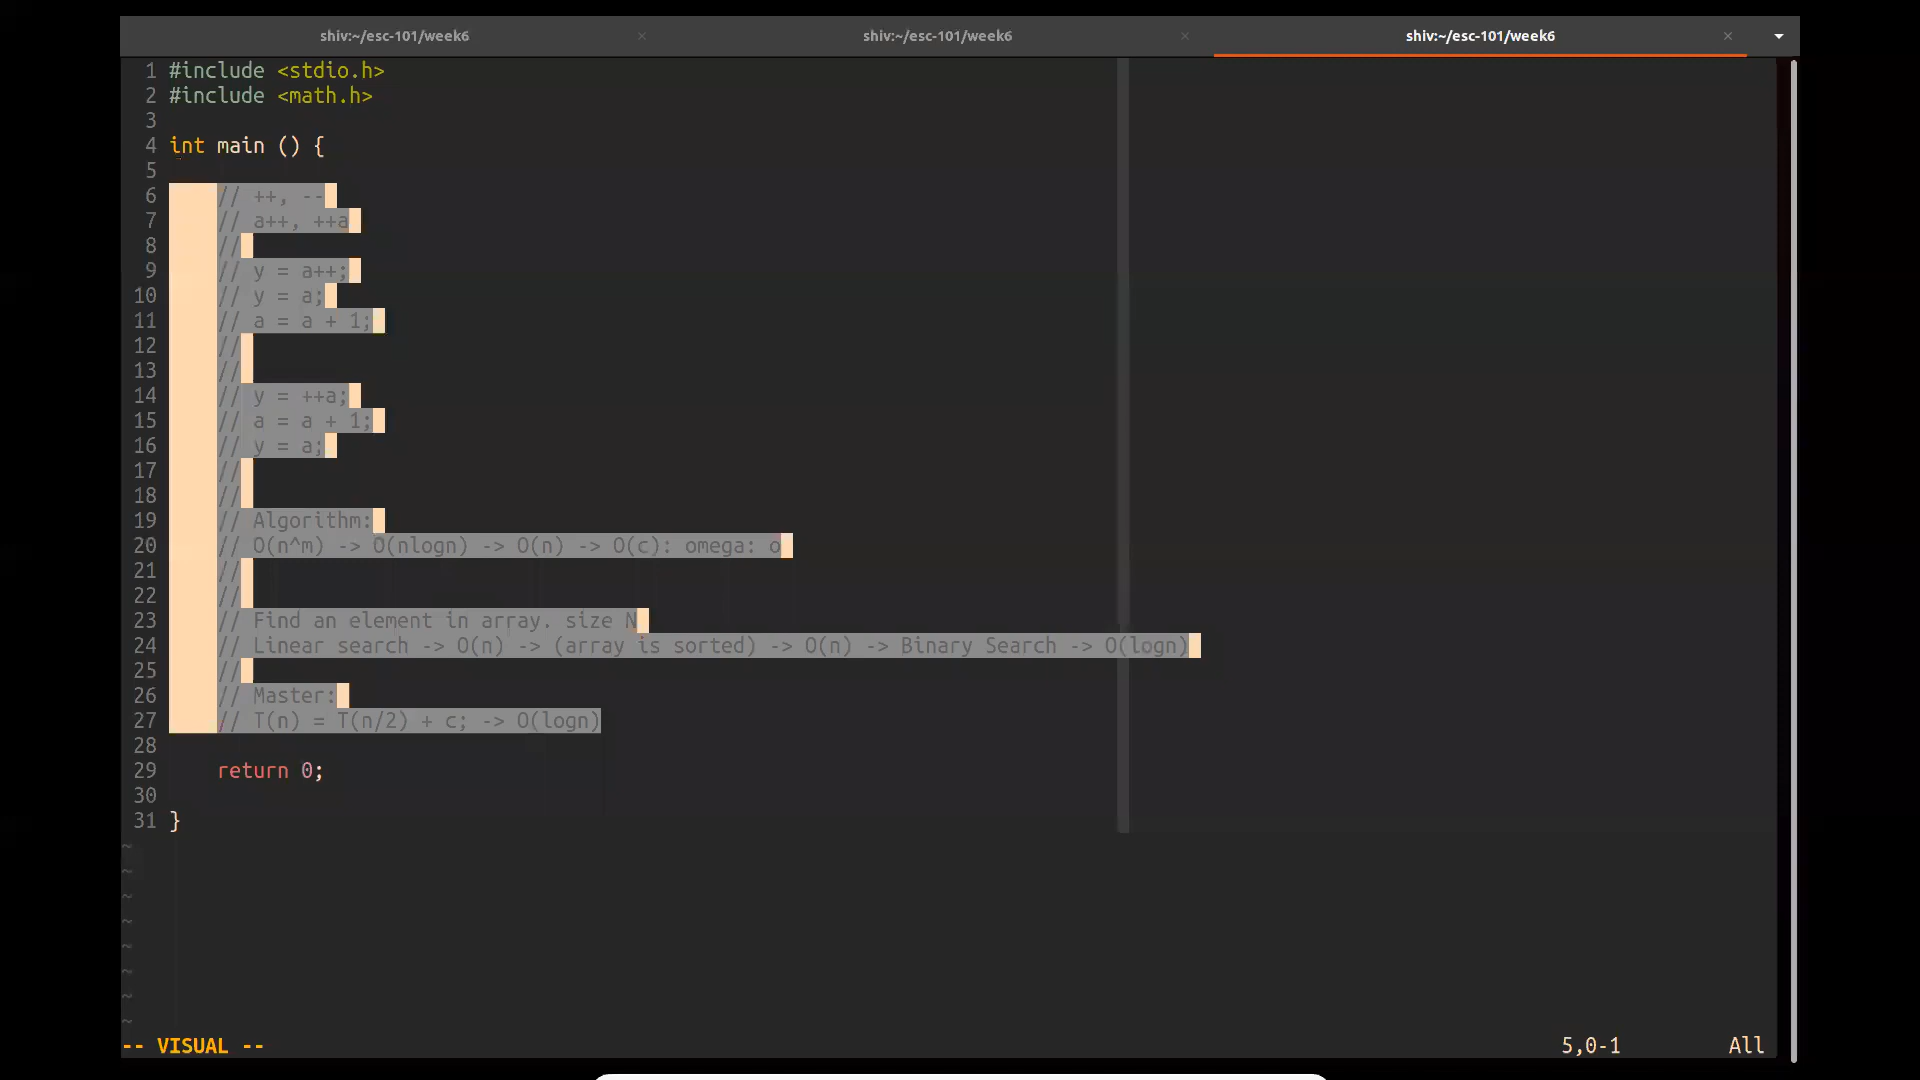 shiv:~/esc-101/week6 × shiv:~/esc-101/week6 × shiv:~/esc-101/week6 ×
1 #include <stdio.h>
2 #include <math.h>
3
4 int main () {
5
6     // ++, --
7     // a++, ++a
8     //
9     // y = a++;
10     // y = a;
11     // a = a + 1;
12     //
13     //
14     // y = ++a;
15     // a = a + 1;
16     // y = a;
17     //
18     //
19     // Algorithm:
20     // O(n^m) -> O(nlogn) -> O(n) -> O(c): omega: o
21     //
22     //
23     // Find an element in array. size N
24     // Linear search -> O(n) -> (array is sorted) -> O(n) -> Binary Search -> O(logn)
25     //
26     // Master:
27     // T(n) = T(n/2) + c; -> O(logn)
28
29     return 0;
30
31 }
~
~
~
~
~
~
~
~
-- VISUAL -- 5,0-1 All